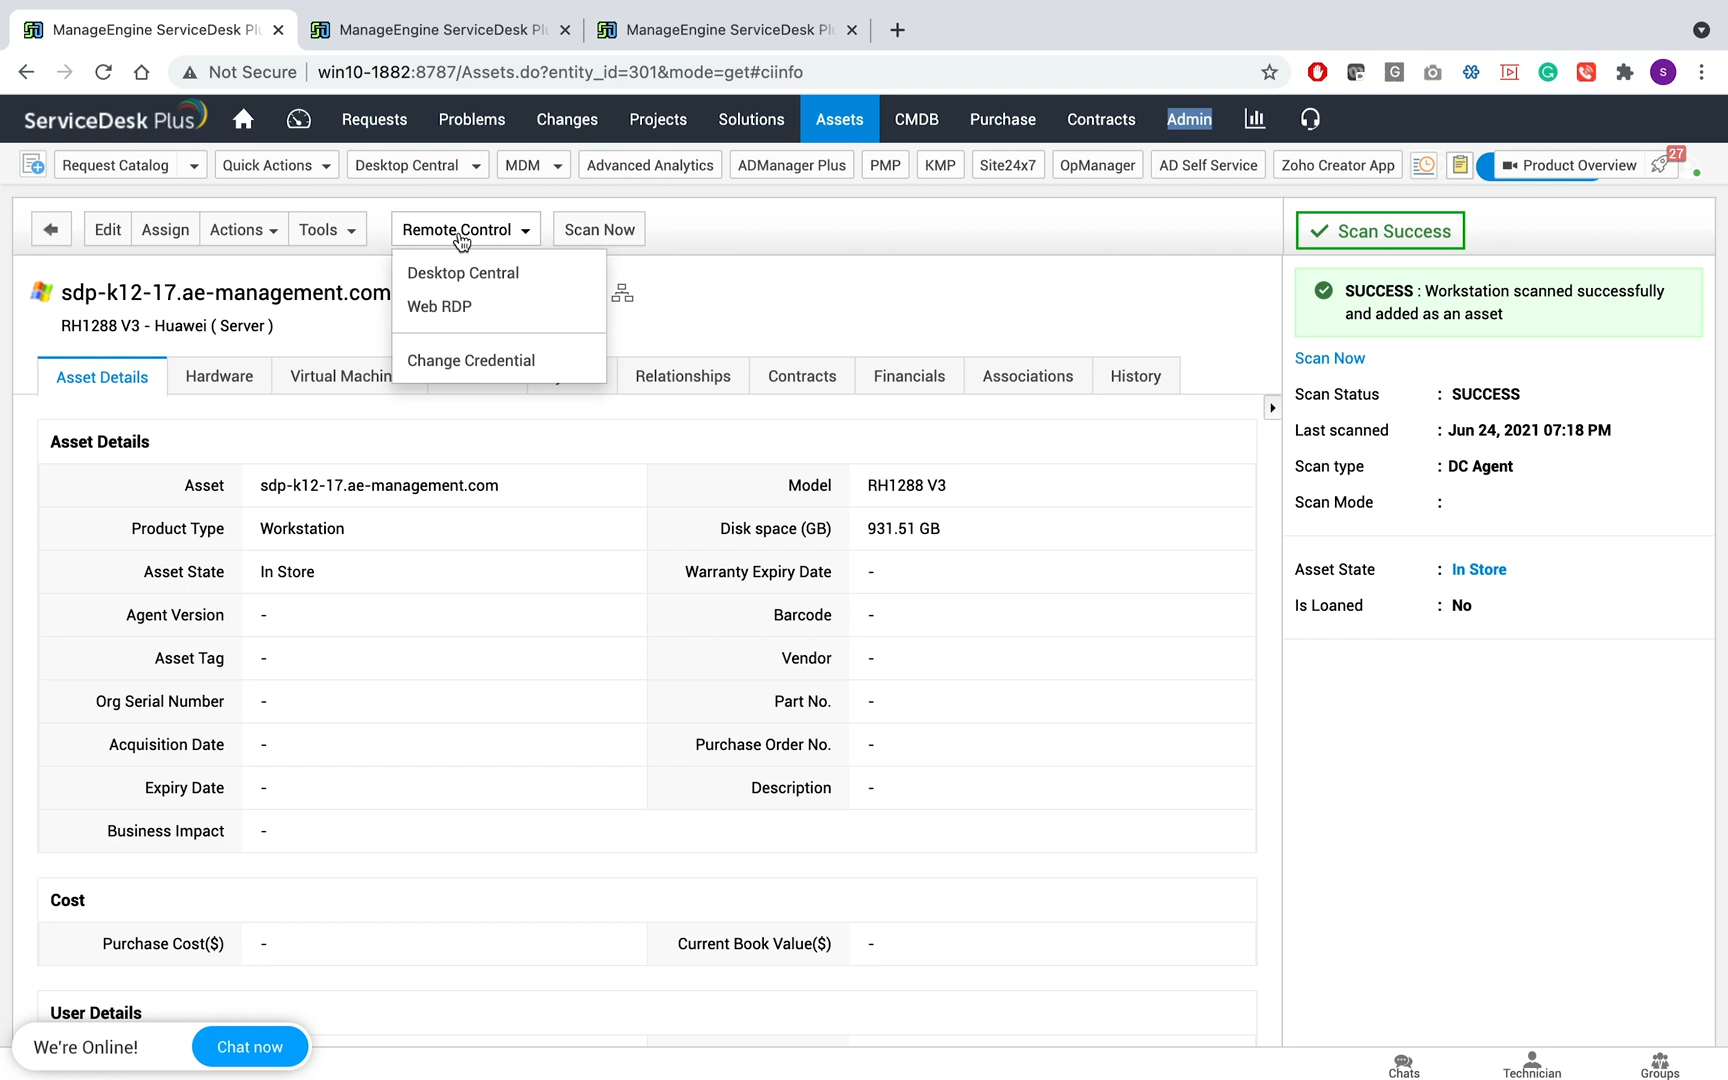 ManageEngine ServiceDesk Pl
ManageEngine ServiceDesk Pl
ManageEngine ServiceDesk Pl
Not Secure
win10-1882:8787/Assets.do?entity_id=301&mode=get#ciinfo
G
S
ServiceDesk Plus
Requests
Problems
Changes
Projects
Solutions
Assets
CMDB
Purchase
Contracts
Admin
Request Catalog
Quick Actions
Desktop Central
MDM
Advanced Analytics
ADManager Plus
PMP
KMP
Site24x7
OpManager
AD Self Service
Zoho Creator App
Product Overview
27
Edit
Assign
Actions
Tools
Remote Control
Scan Now
Desktop Central
Web RDP
Change Credential
Scan Success
sdp-k12-17.ae-management.com
RH1288 V3 - Huawei ( Server )
SUCCESS : Workstation scanned successfully
and added as an asset
Asset Details
Hardware
Virtual Machin
Relationships
Contracts
Financials
Associations
History
Scan Now
Scan Status : SUCCESS
Last scanned : Jun 24, 2021 07:18 PM
Scan type : DC Agent
Scan Mode :
Asset State : In Store
Is Loaned : No
Asset Details
Asset sdp-k12-17.ae-management.com Model RH1288 V3
Product Type Workstation Disk space (GB) 931.51 GB
Asset State In Store Warranty Expiry Date -
Agent Version - Barcode -
Asset Tag - Vendor -
Org Serial Number - Part No. -
Acquisition Date - Purchase Order No. -
Expiry Date - Description -
Business Impact -
Cost
Purchase Cost($) - Current Book Value($) -
User Details
We're Online!
Chat now
Chats
Technician
Groups